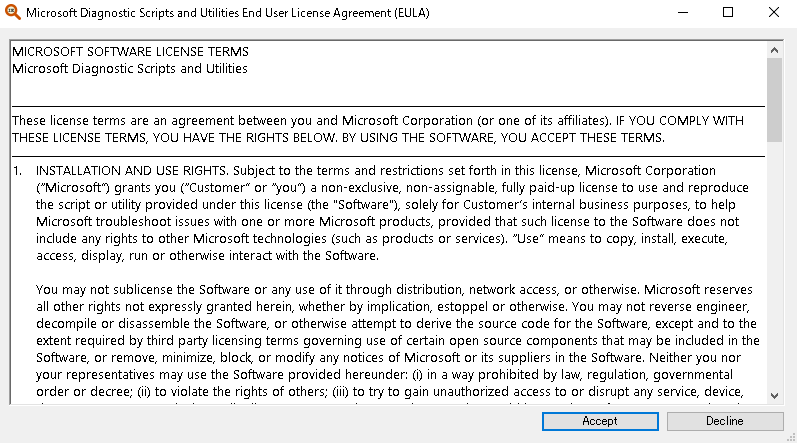 Microsoft Diagnostic Scripts and Utilities End User License Agreement (EULA)
MICROSOFT SOFTWARE LICENSE TERMS
Microsoft Diagnostic Scripts and Utilities
These license terms are an agreement between you and Microsoft Corporation (or one of its affiliates). IF YOU COMPLY WITH
THESE LICENSE TERMS, YOU HAVE THE RIGHTS BELOW. BY USING THE SOFTWARE, YOU ACCEPT THESE TERMS.
1. INSTALLATION AND USE RIGHTS. Subject to the terms and restrictions set forth in this license, Microsoft Corporation
("Microsoft") grants you ("Customer" or "you") a non-exclusive, non-assignable, fully paid-up license to use and reproduce
the script or utility provided under this license (the "Software"), solely for Customer's internal business purposes, to help
Microsoft troubleshoot issues with one or more Microsoft products, provided that such license to the Software does not
include any rights to other Microsoft technologies (such as products or services). "Use" means to copy, install, execute,
access, display, run or otherwise interact with the Software.
You may not sublicense the Software or any use of it through distribution, network access, or otherwise. Microsoft reserves
all other rights not expressly granted herein, whether by implication, estoppel or otherwise. You may not reverse engineer,
decompile or disassemble the Software, or otherwise attempt to derive the source code for the Software, except and to the
extent required by third party licensing terms governing use of certain open source components that may be included in the
Software, or remove, minimize, block, or modify any notices of Microsoft or its suppliers in the Software. Neither you nor
your representatives may use the Software provided hereunder: (i) in a way prohibited by law, regulation, governmental
order or decree; (ii) to violate the rights of others; (iii) to try to gain unauthorized access to or disrupt any service, device,
Accept
Decline